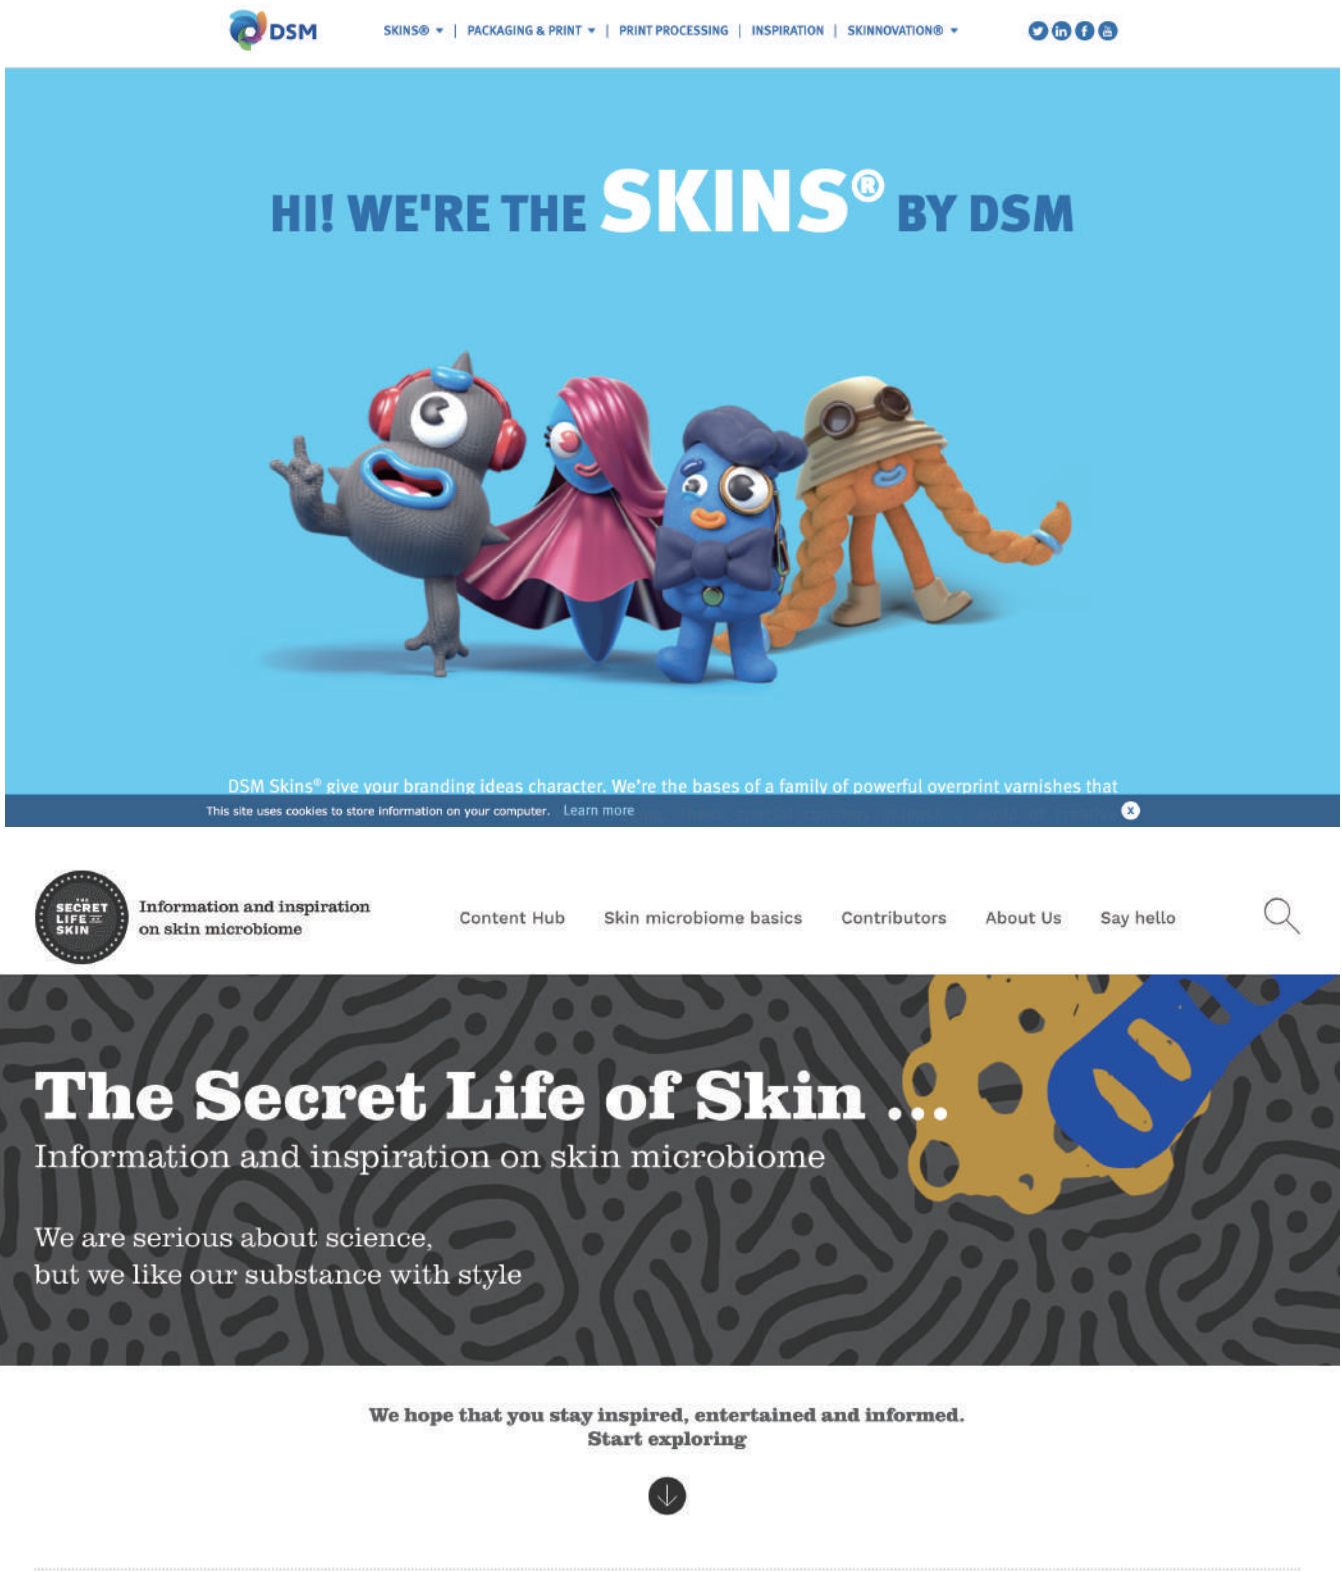 DSM
SKINS® | PACKAGING & PRINT | PRINT PROCESSING | INSPIRATION | SKINNOVATION®
HI! WE'RE THE SKINS® BY DSM
DSM Skins® give your branding ideas character. We're the bases of a family of powerful overprint varnishes that
This site uses cookies to store information on your computer. Learn more
X
THE
SECRET
LIFE OF
SKIN
Information and inspiration
on skin microbiome
Content Hub Skin microbiome basics Contributors About Us Say hello
The Secret Life of Skin ...
Information and inspiration on skin microbiome
We are serious about science,
but we like our substance with style
We hope that you stay inspired, entertained and informed.
Start exploring